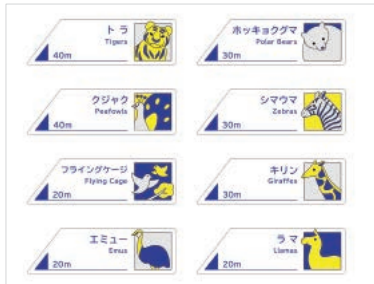 トラ
Tigers
40m
ホッキョクグマ
Polar Bears
30m
クジャク
Peafowls
40m
シマウマ
Zebras
30m
フライングケージ
Flying Cage
20m
キリン
Giraffes
30m
エミュー
Emus
20m
ラマ
Llamas
20m